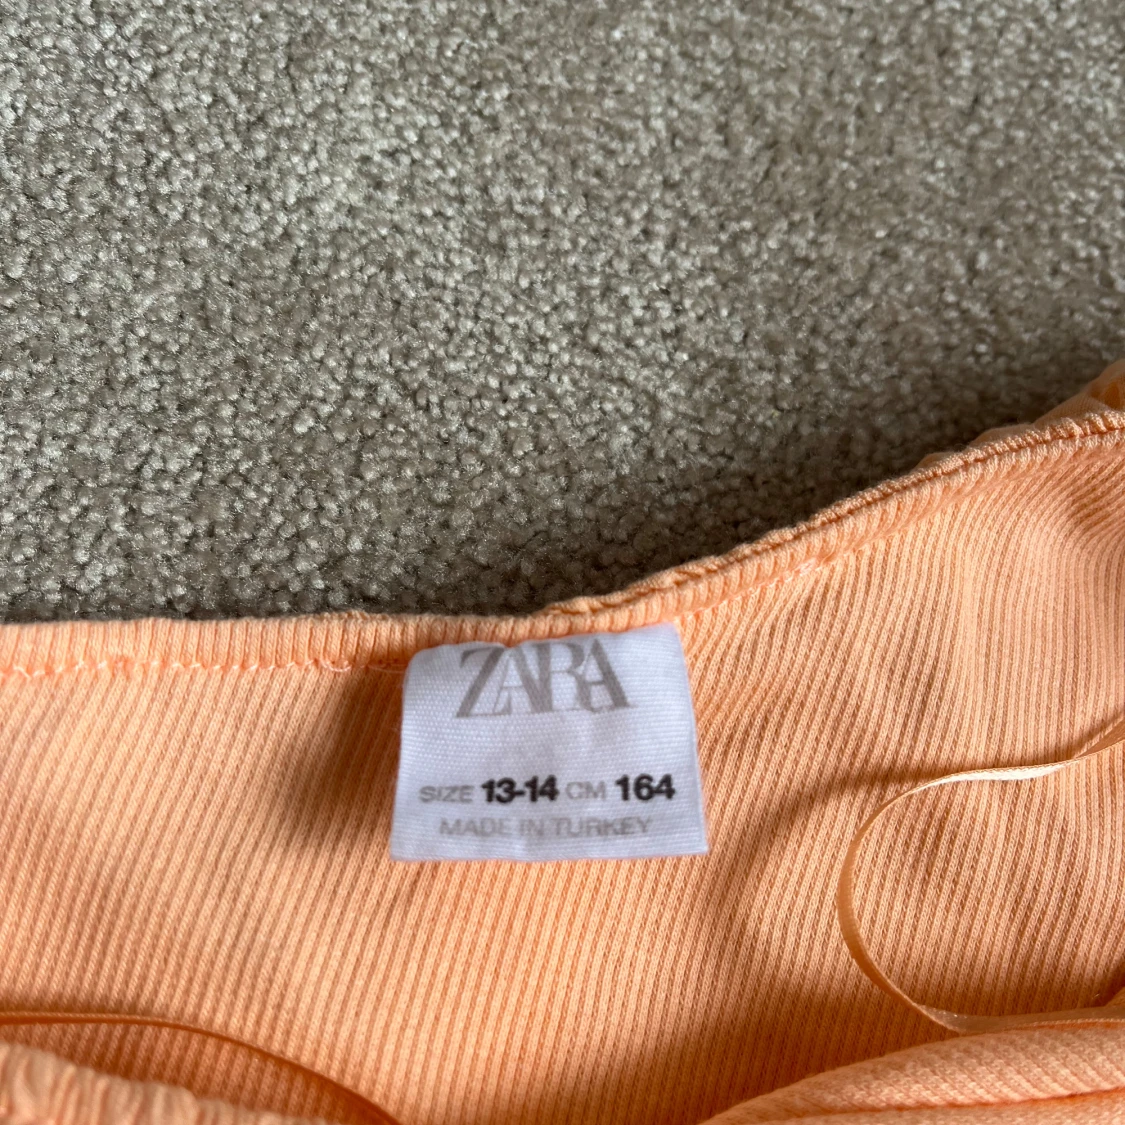 ZARA
SIZE 13-14 CM 164
MADE IN TURKEY